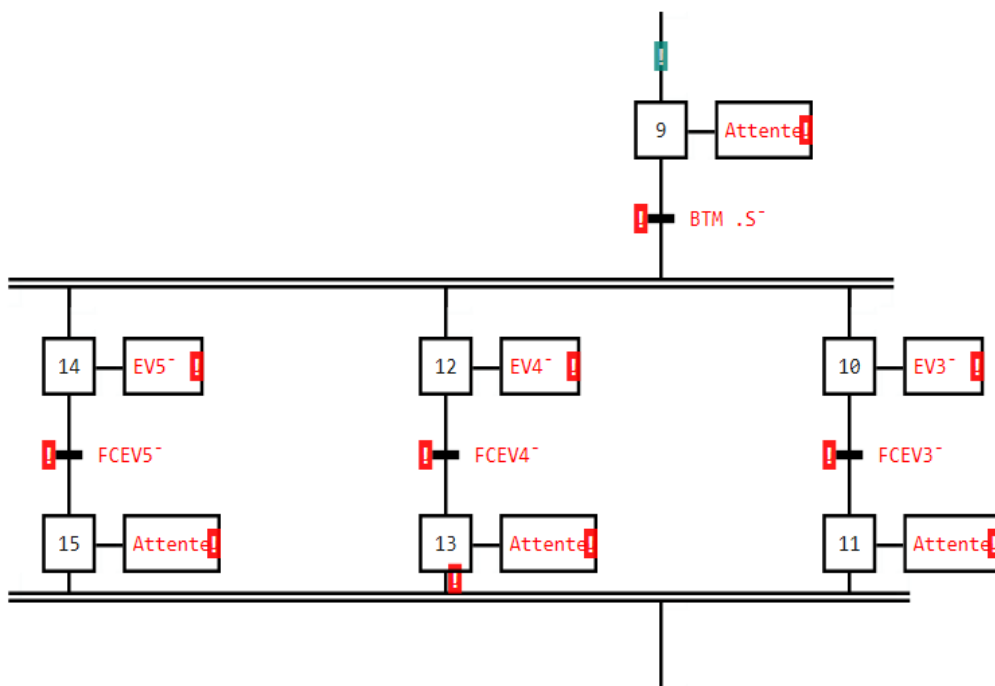 !
9 Attente!
! BTM .S¯
14 EV5¯ ! 12 EV4¯ ! 10 EV3¯ !
! FCEV5¯ ! FCEV4¯ ! FCEV3¯
15 Attente! 13 Attente! 11 Attente!
!